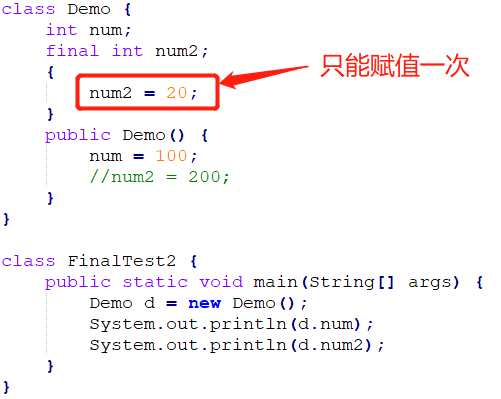 class Demo {
    int num;
    final int num2;
    {
        num2 = 20;
    }
    public Demo() {
        num = 100;
        //num2 = 200;
    }
}

class FinalTest2 {
    public static void main(String[] args) {
        Demo d = new Demo();
        System.out.println(d.num);
        System.out.println(d.num2);
    }
}
只能赋值一次